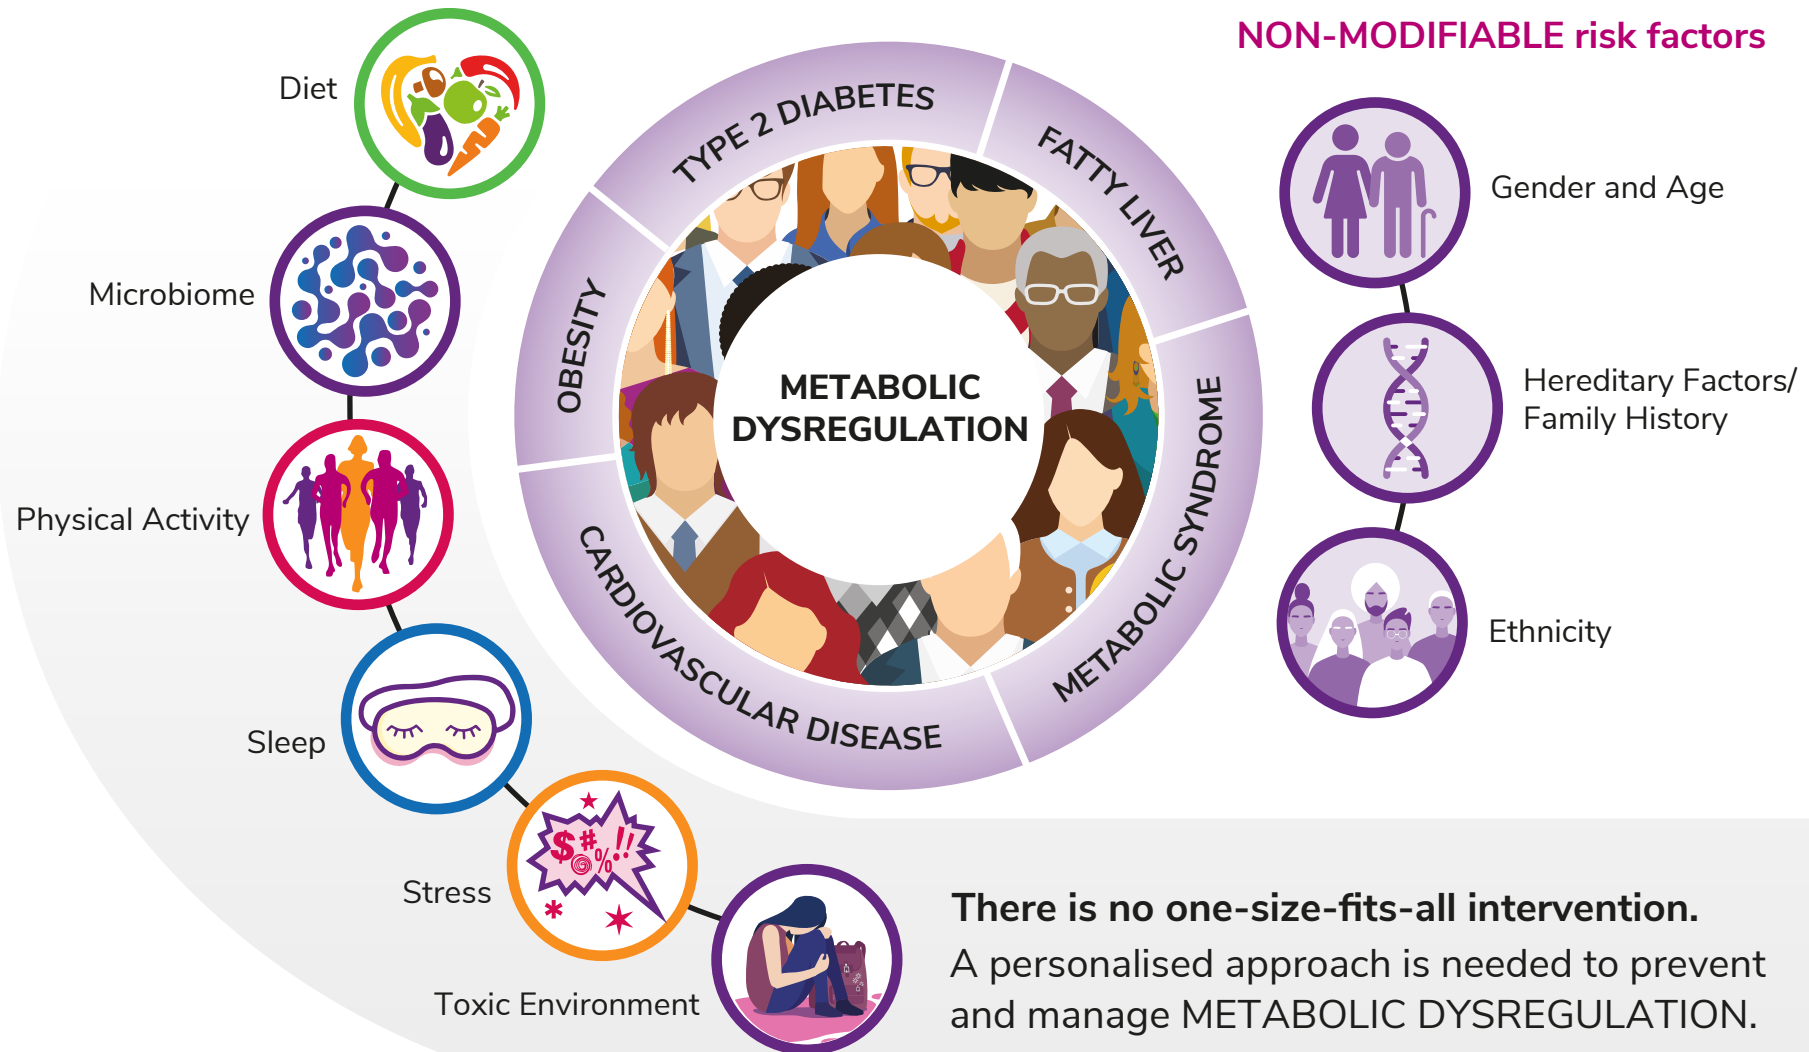 NON-MODIFIABLE risk factors
Diet
Microbiome
Physical Activity
Sleep
Stress
Toxic Environment
TYPE 2 DIABETES
FATTY LIVER
METABOLIC SYNDROME
CARDIOVASCULAR DISEASE
OBESITY
METABOLIC
DYSREGULATION
Gender and Age
Hereditary Factors/
Family History
Ethnicity
$#@%!!
There is no one-size-fits-all intervention.
A personalised approach is needed to prevent
and manage METABOLIC DYSREGULATION.